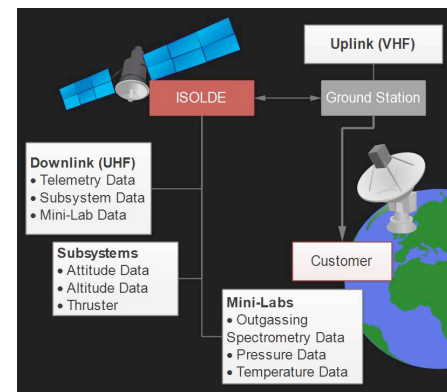 Uplink (VHF)
ISOLDE
Ground Station
Downlink (UHF)
• Telemetry Data
• Subsystem Data
• Mini-Lab Data
Subsystems
• Attitude Data
• Altitude Data
• Thruster
Customer
Mini-Labs
• Outgassing
Spectrometry Data
• Pressure Data
• Temperature Data